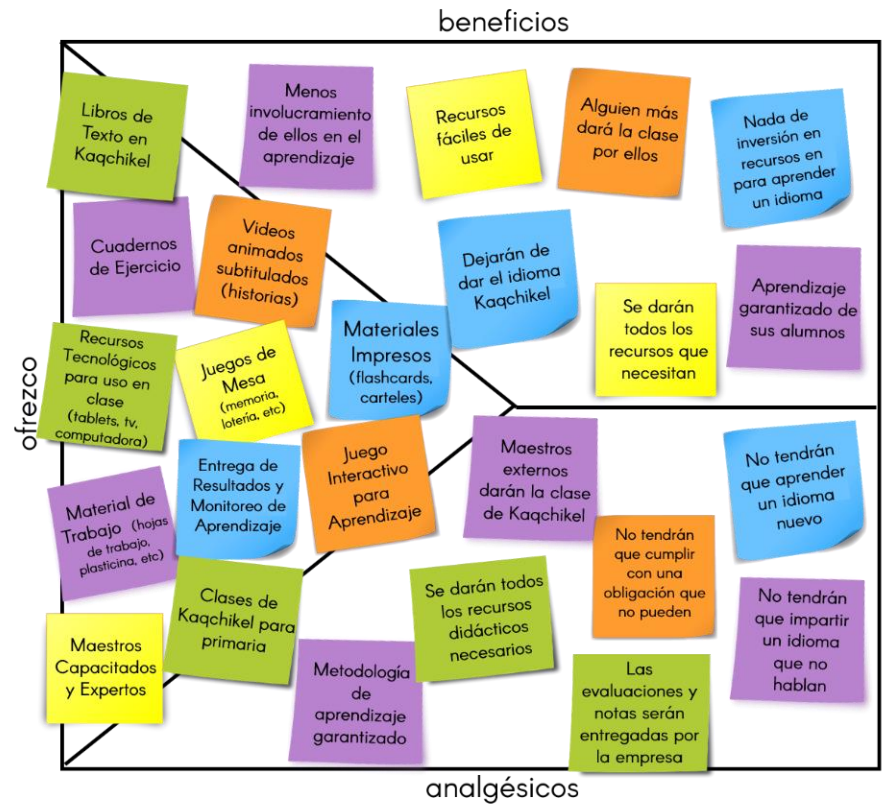 beneficios
Libros de
Texto en
Kaqchikel
Menos
involucramiento
de ellos en el
aprendizaje
Recursos
fáciles de
usar
Alguien más
dará la clase
por ellos
Nada de
inversión en
recursos en
para aprender
un idioma
Cuadernos
de Ejercicio
Videos
animados
subtitulados
(historias)
Dejarán de
dar el idioma
Kaqchikel
Se darán
todos los
recursos que
necesitan
Aprendizaje
garantizado de
sus alumnos
ofrezco
Recursos
Tecnológicos
para uso en
clase
(tablets, tv,
computadora)
Juegos de
Mesa
(memoria,
lotería, etc)
Materiales
Impresos
(flashcards,
carteles)
Material de
Trabajo (hojas
de trabajo,
plasticina, etc)
Entrega de
Resultados y
Monitoreo de
Aprendizaje
Juego
Interactivo
para
Aprendizaje
Maestros
externos
darán la clase
de Kaqchikel
No tendrán
que cumplir
con una
obligación que
no pueden
No tendrán
que aprender
un idioma
nuevo
Maestros
Capacitados
y Expertos
Clases de
Kaqchikel para
primaria
Metodología
de
aprendizaje
garantizado
Se darán todos
los recursos
didácticos
necesarios
Las
evaluaciones y
notas serán
entregadas por
la empresa
No tendrán
que impartir
un idioma
que no
hablan
analgésicos